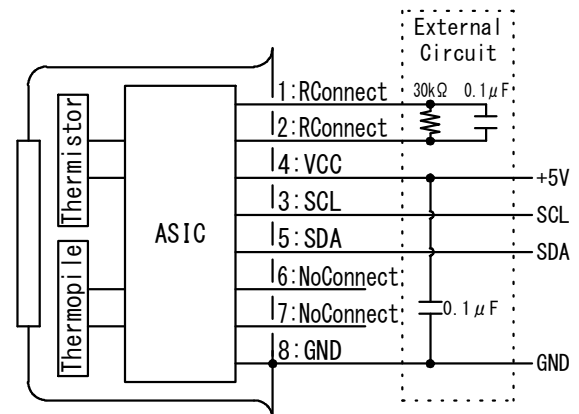 External
Circuit
1:RConnect
30kΩ
0.1μF
2:RConnect
4:VCC
+5V
3:SCL
SCL
5:SDA
SDA
6:NoConnect
7:NoConnect
0.1μF
8:GND
GND
Thermistor
Thermopile
ASIC